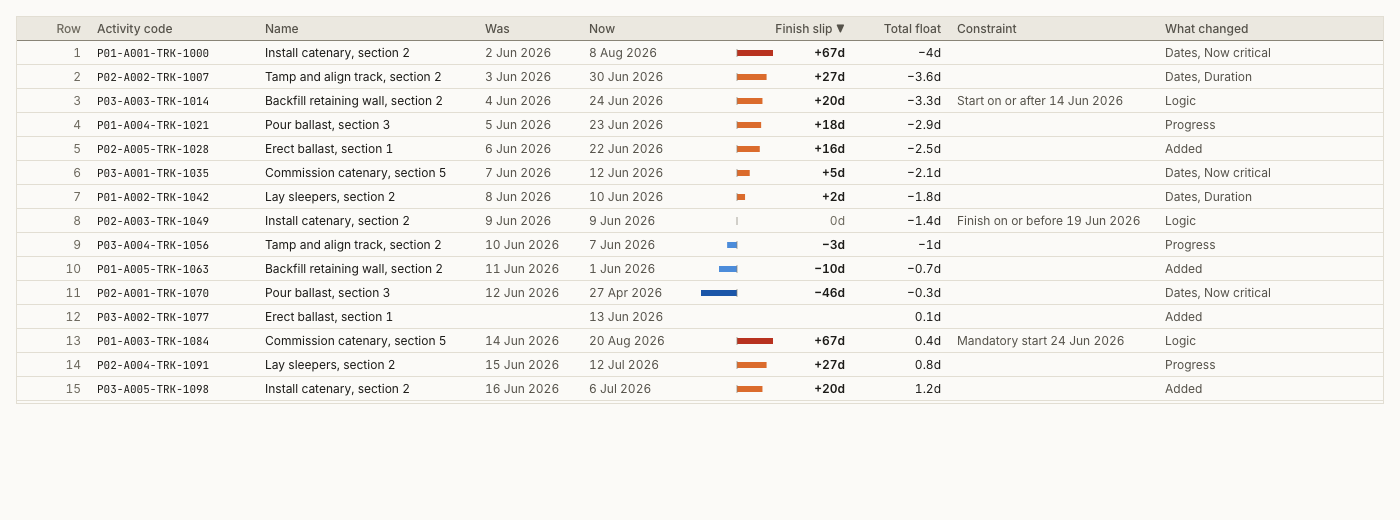 Row Activity code Name Was Now Finish slip ▼ Total float Constraint What changed
1 P01-A001-TRK-1000 Install catenary, section 2 2 Jun 2026 8 Aug 2026 +67d −4d Dates, Now critical
2 P02-A002-TRK-1007 Tamp and align track, section 2 3 Jun 2026 30 Jun 2026 +27d −3.6d Dates, Duration
3 P03-A003-TRK-1014 Backfill retaining wall, section 2 4 Jun 2026 24 Jun 2026 +20d −3.3d Start on or after 14 Jun 2026 Logic
4 P01-A004-TRK-1021 Pour ballast, section 3 5 Jun 2026 23 Jun 2026 +18d −2.9d Progress
5 P02-A005-TRK-1028 Erect ballast, section 1 6 Jun 2026 22 Jun 2026 +16d −2.5d Added
6 P03-A001-TRK-1035 Commission catenary, section 5 7 Jun 2026 12 Jun 2026 +5d −2.1d Dates, Now critical
7 P01-A002-TRK-1042 Lay sleepers, section 2 8 Jun 2026 10 Jun 2026 +2d −1.8d Dates, Duration
8 P02-A003-TRK-1049 Install catenary, section 2 9 Jun 2026 9 Jun 2026 0d −1.4d Finish on or before 19 Jun 2026 Logic
9 P03-A004-TRK-1056 Tamp and align track, section 2 10 Jun 2026 7 Jun 2026 −3d −1d Progress
10 P01-A005-TRK-1063 Backfill retaining wall, section 2 11 Jun 2026 1 Jun 2026 −10d −0.7d Added
11 P02-A001-TRK-1070 Pour ballast, section 3 12 Jun 2026 27 Apr 2026 −46d −0.3d Dates, Now critical
12 P03-A002-TRK-1077 Erect ballast, section 1 13 Jun 2026 0.1d Added
13 P01-A003-TRK-1084 Commission catenary, section 5 14 Jun 2026 20 Aug 2026 +67d 0.4d Mandatory start 24 Jun 2026 Logic
14 P02-A004-TRK-1091 Lay sleepers, section 2 15 Jun 2026 12 Jul 2026 +27d 0.8d Progress
15 P03-A005-TRK-1098 Install catenary, section 2 16 Jun 2026 6 Jul 2026 +20d 1.2d Added